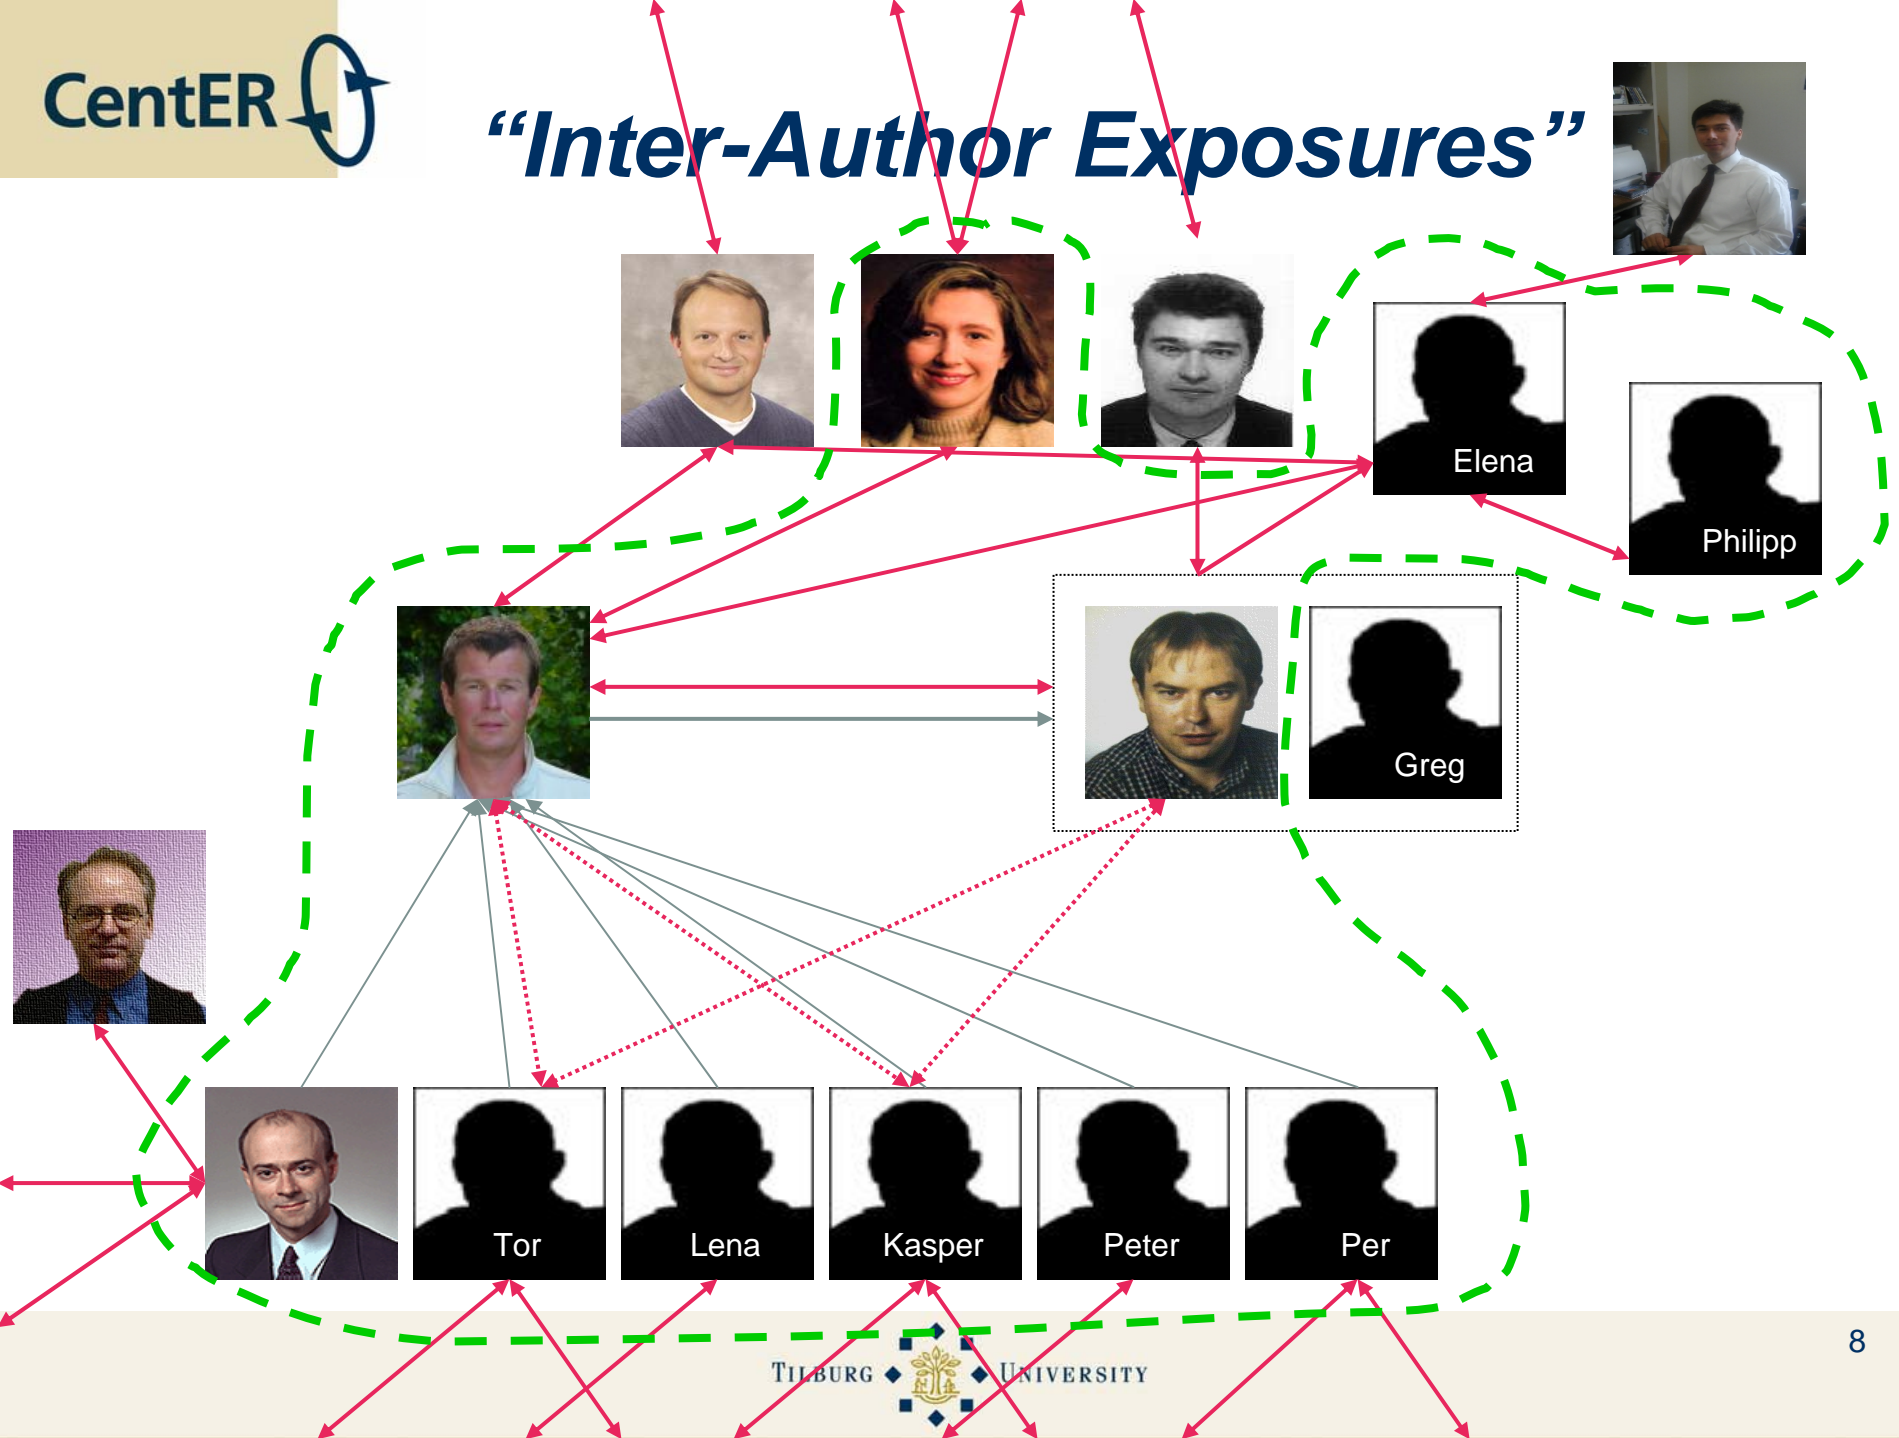 CentER
“Inter-Author Exposures”
Elena
Philipp
Greg
Tor
Lena
Kasper
Peter
Per
8
TILBURG UNIVERSITY